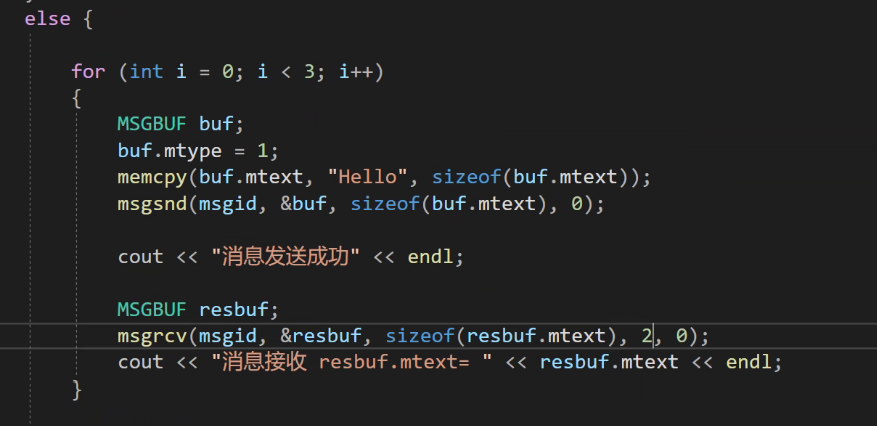 else {
for (int i = 0; i < 3; i++)
{
MSGBUF buf;
buf.mtype = 1;
memcpy(buf.mtext, "Hello", sizeof(buf.mtext));
msgsnd(msgid, &buf, sizeof(buf.mtext), 0);
cout << "消息发送成功" << endl;
MSGBUF resbuf;
msgrcv(msgid, &resbuf, sizeof(resbuf.mtext), 2, 0);
cout << "消息接收 resbuf.mtext= " << resbuf.mtext << endl;
}